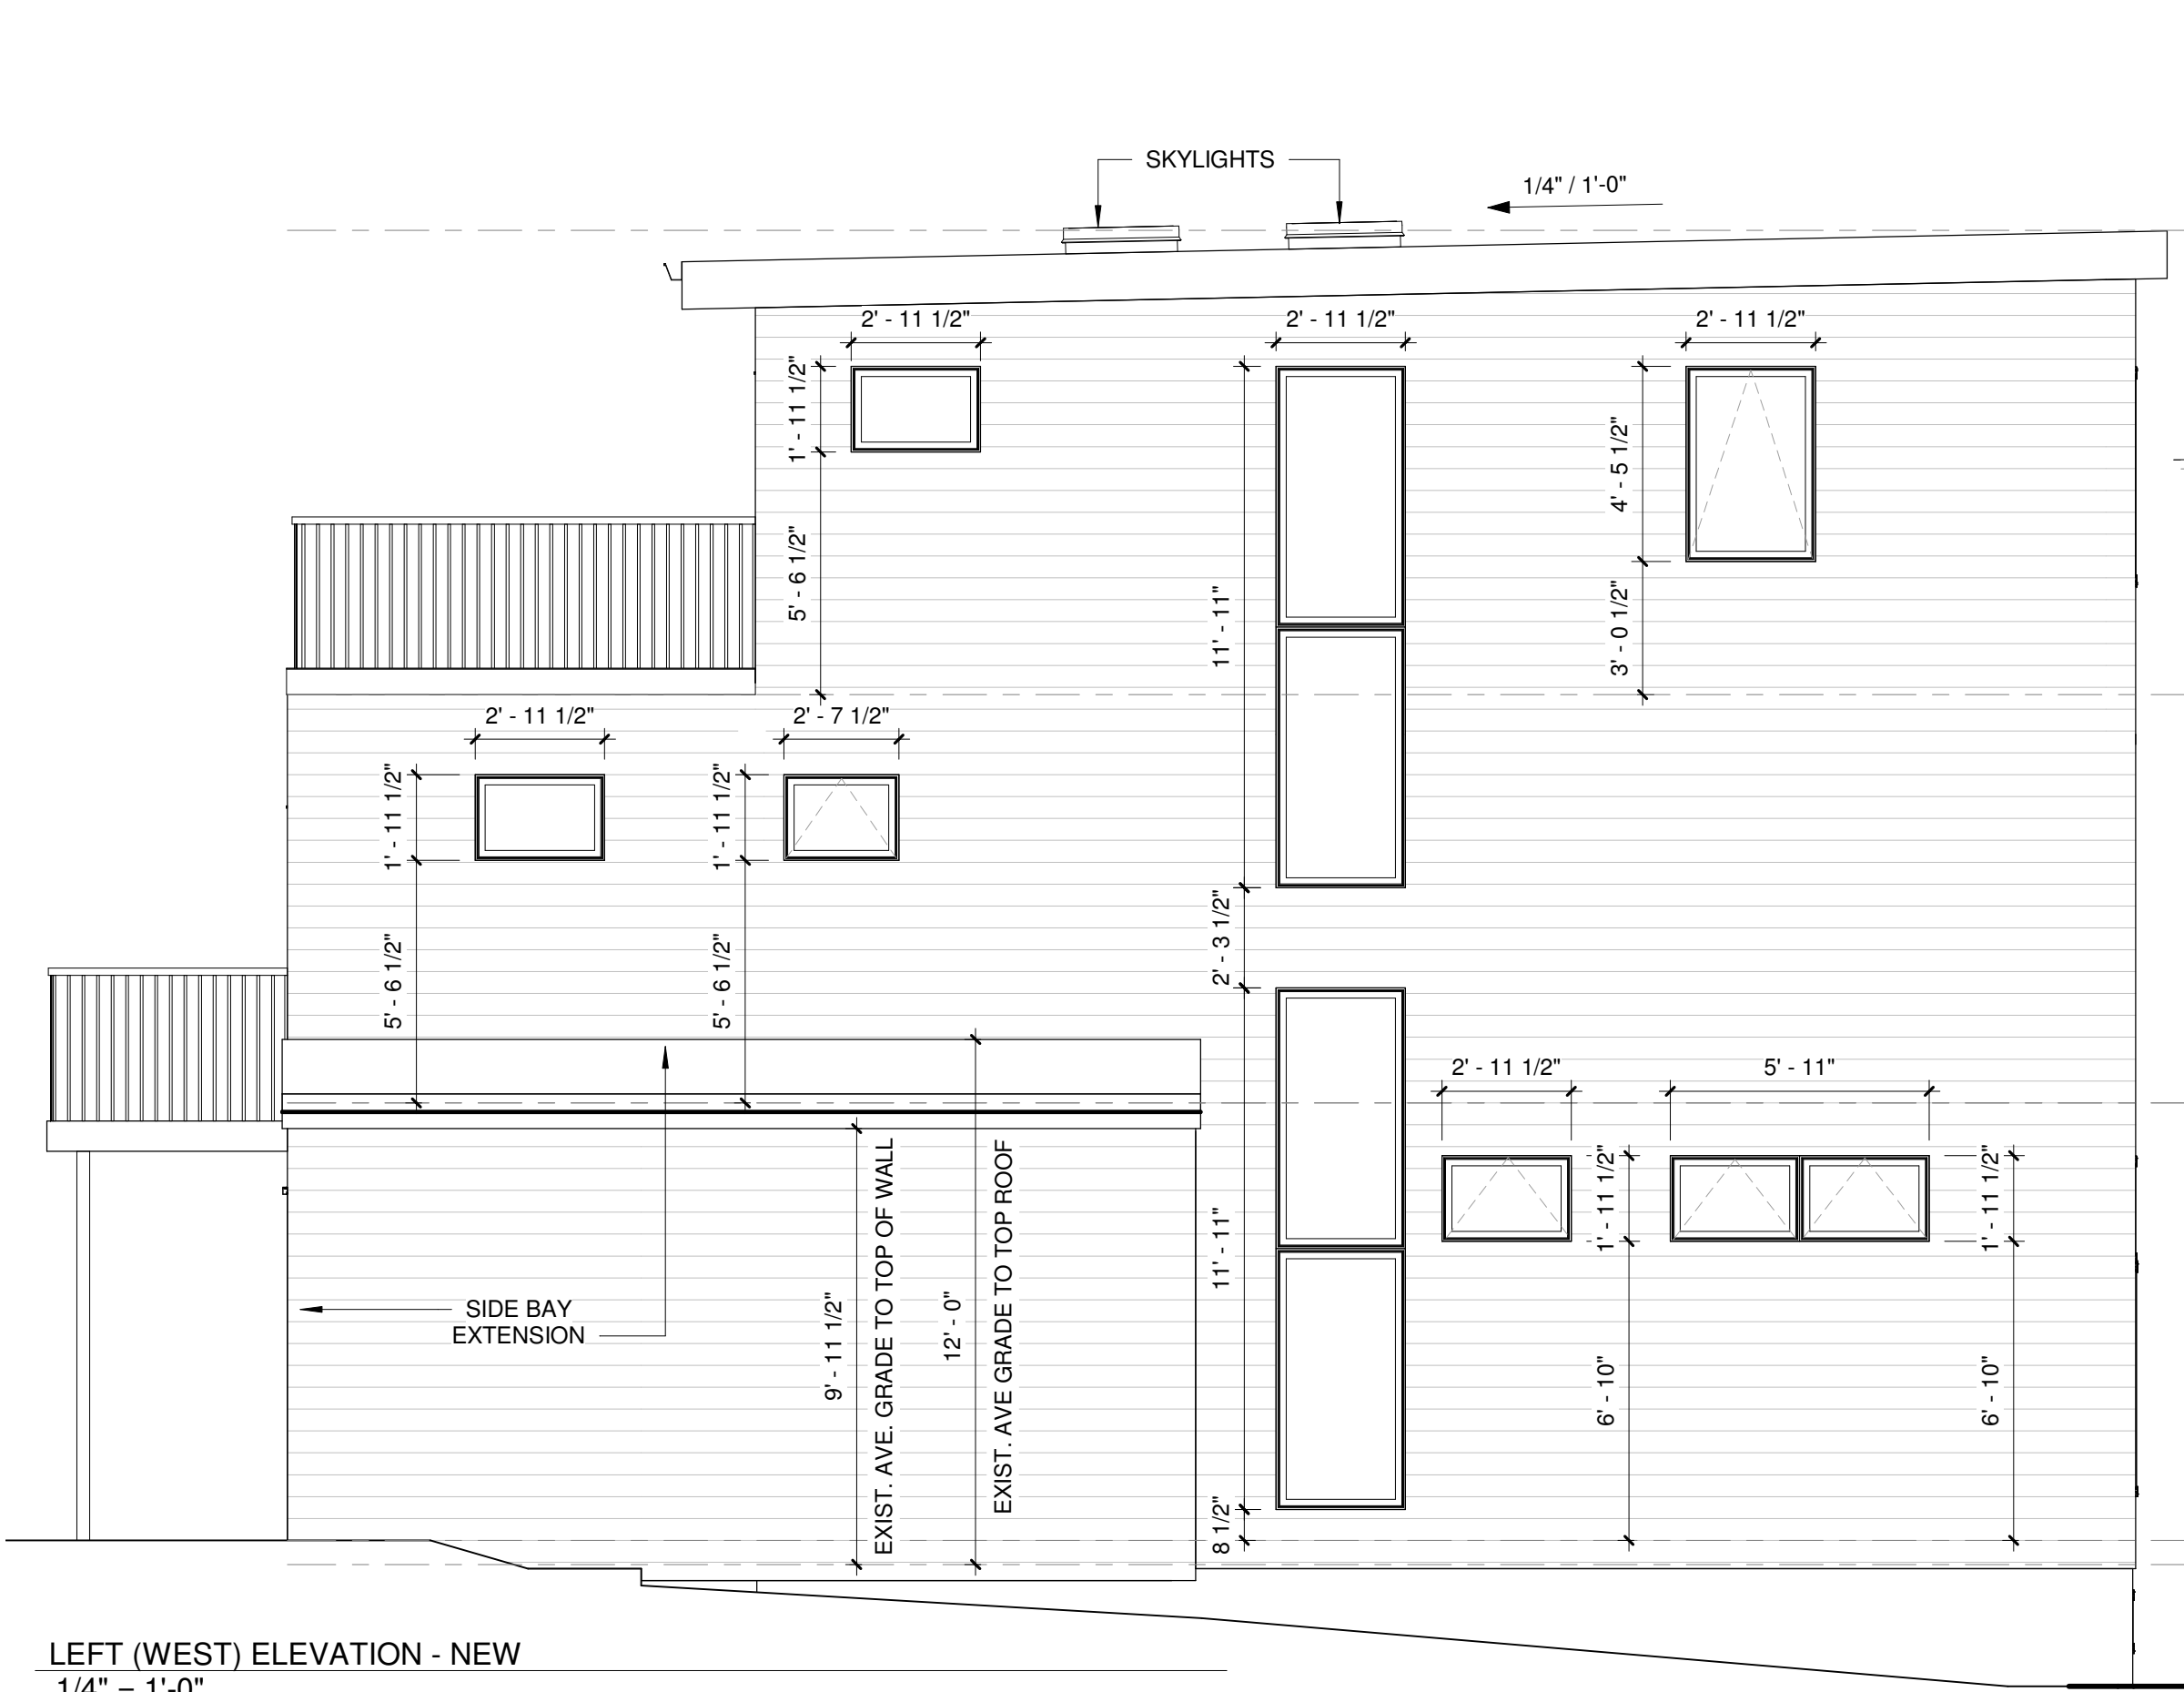 SKYLIGHTS
1/4" / 1'-0"
2' - 11 1/2"
2' - 11 1/2"
2' - 11 1/2"
1' - 11 1/2"
4' - 5 1/2"
5' - 6 1/2"
11' - 11"
3' - 0 1/2"
2' - 11 1/2"
2' - 7 1/2"
1' - 11 1/2"
1' - 11 1/2"
2' - 3 1/2"
5' - 6 1/2"
5' - 6 1/2"
2' - 11 1/2"
5' - 11"
1' - 11 1/2"
1' - 11 1/2"
11' - 11"
SIDE BAY
EXTENSION
9' - 11 1/2"
EXIST. AVE. GRADE TO TOP OF WALL
12' - 0"
EXIST. AVE GRADE TO TOP ROOF
6' - 10"
6' - 10"
8 1/2"
LEFT (WEST) ELEVATION - NEW
1/4" = 1'-0"